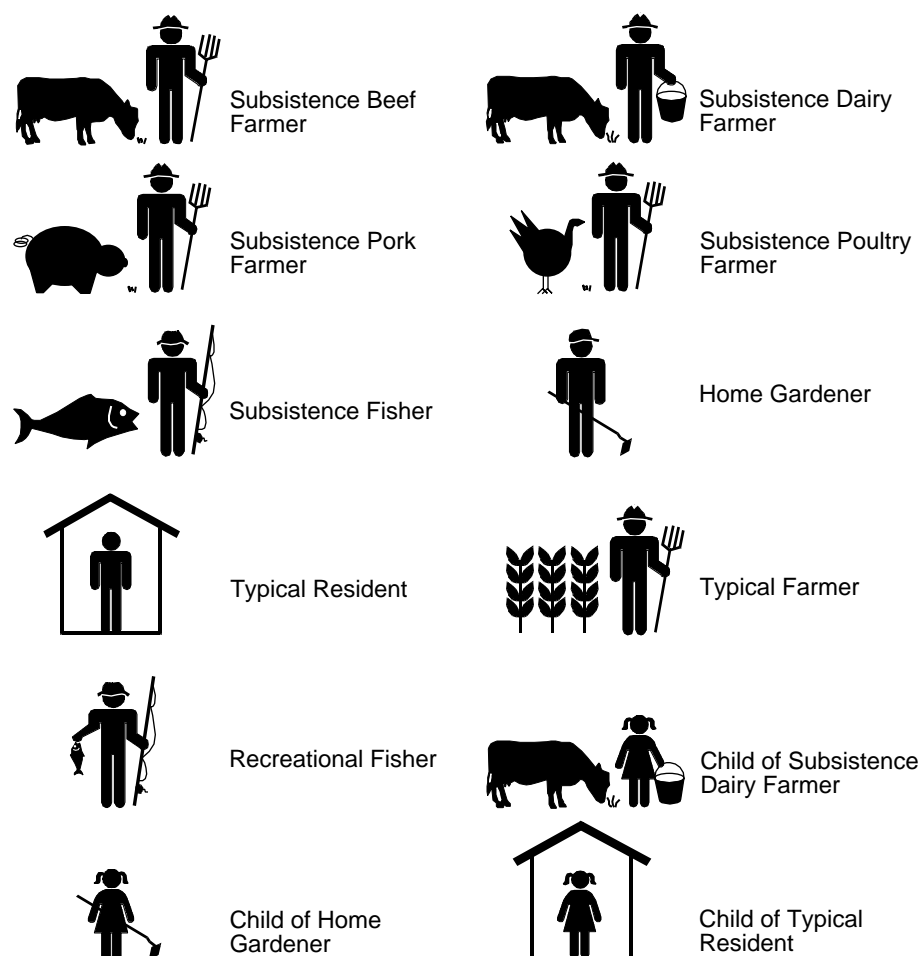 Subsistence Beef
Farmer
Subsistence Dairy
Farmer
Subsistence Pork
Farmer
Subsistence Poultry
Farmer
Subsistence Fisher
Home Gardener
Typical Resident
Typical Farmer
Recreational Fisher
Child of Subsistence
Dairy Farmer
Child of Home
Gardener
Child of Typical
Resident